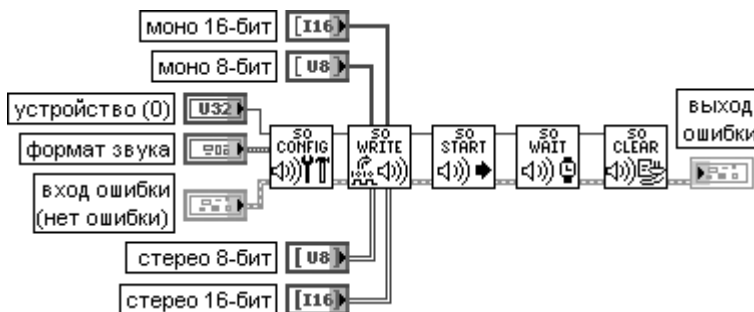 моно 16-бит
[I16]
моно 8-бит
[U8]
устройство (0)
U32
формат звука
вход ошибки
(нет ошибки)
SO
CONFIG
SO
WRITE
SO
START
SO
WAIT
SO
CLEAR
выход
ошибки
стерео 8-бит
[U8]
стерео 16-бит
[I16]